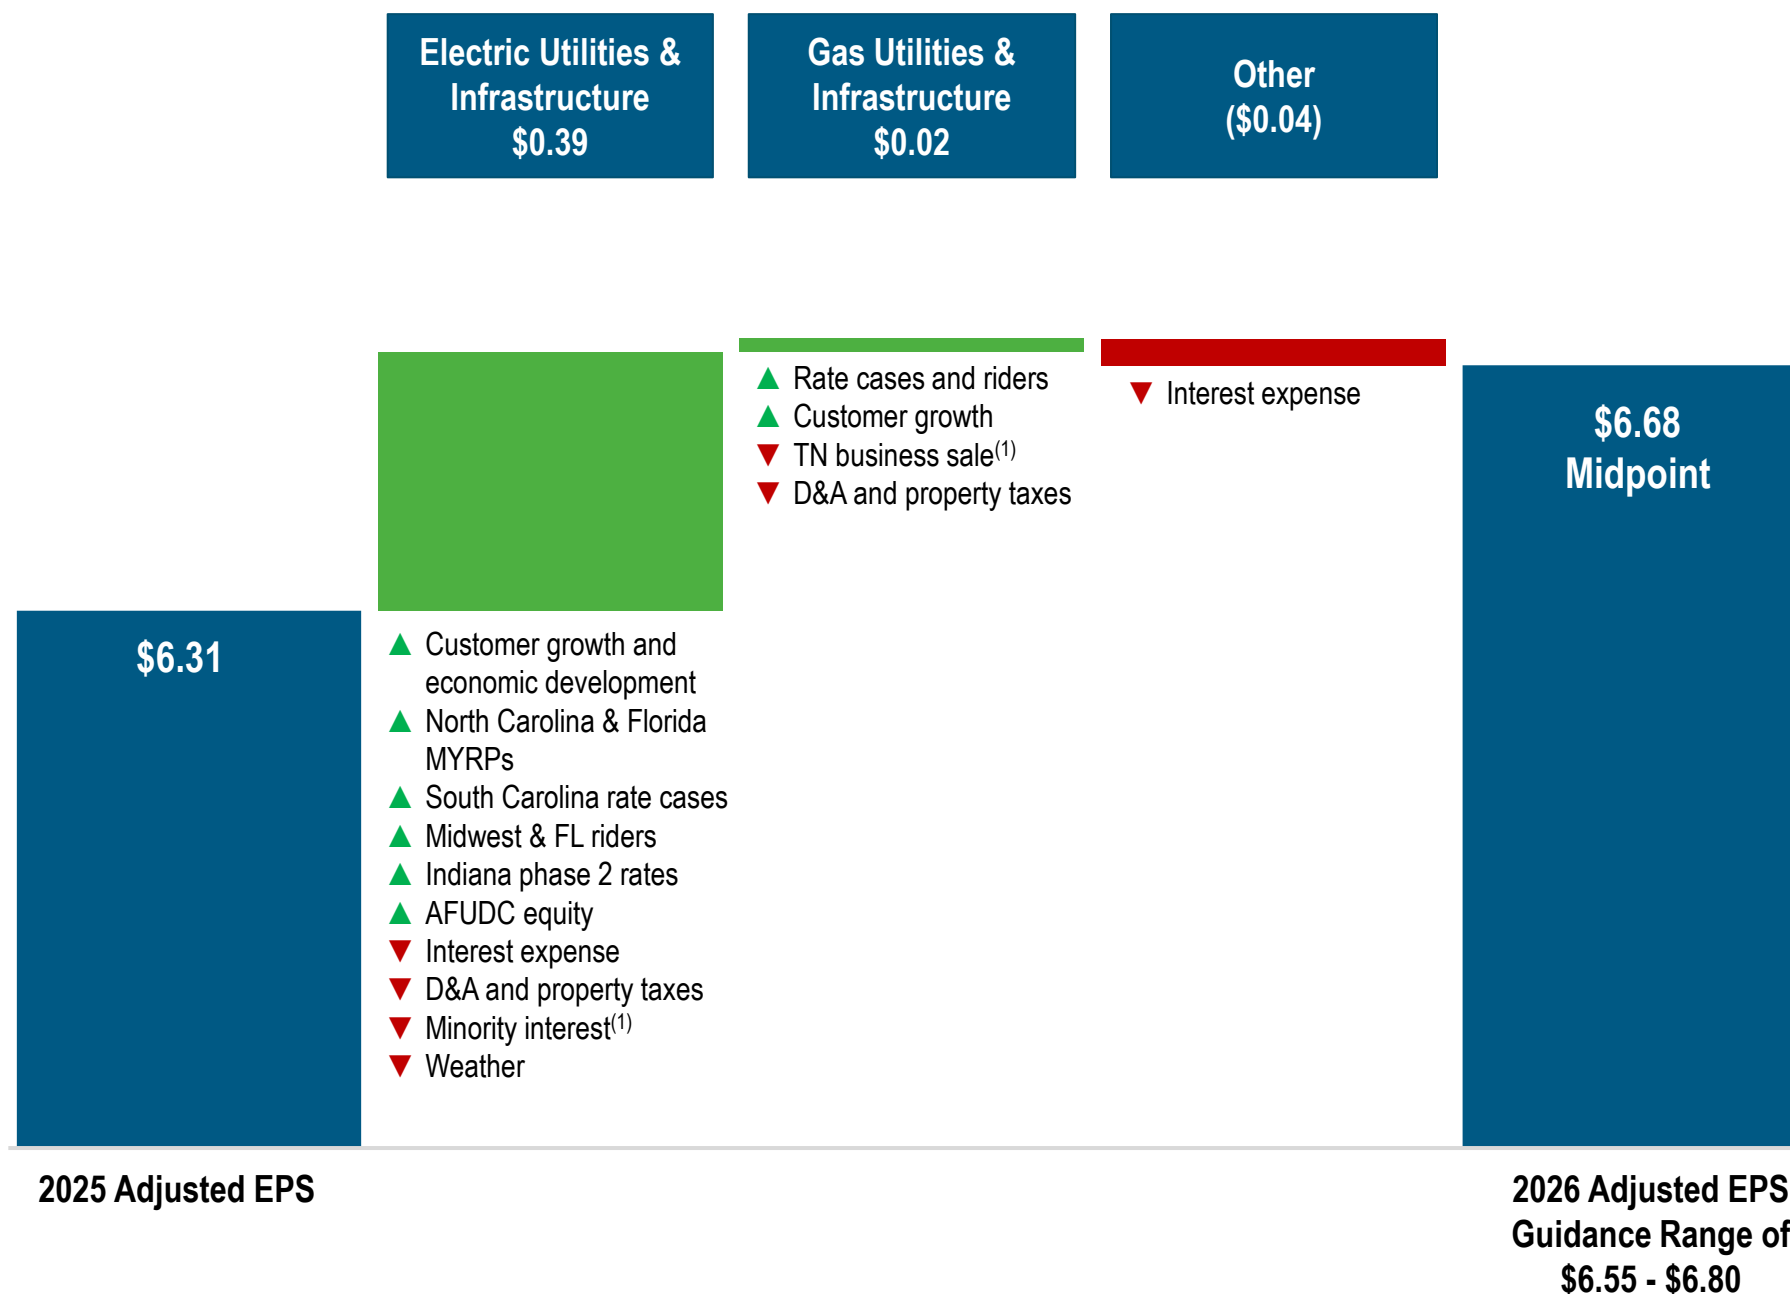 Electric Utilities &
Infrastructure
$0.39
Gas Utilities &
Infrastructure
$0.02
Other
($0.04)
$6.31
▲ Customer growth and
economic development
▲ North Carolina & Florida
MYRPs
▲ South Carolina rate cases
▲ Midwest & FL riders
▲ Indiana phase 2 rates
▲ AFUDC equity
▼ Interest expense
▼ D&A and property taxes
▼ Minority interest(1)
▼ Weather
▲ Rate cases and riders
▲ Customer growth
▼ TN business sale(1)
▼ D&A and property taxes
▼ Interest expense
$6.68
Midpoint
2025 Adjusted EPS
2026 Adjusted EPS
Guidance Range of
$6.55 - $6.80